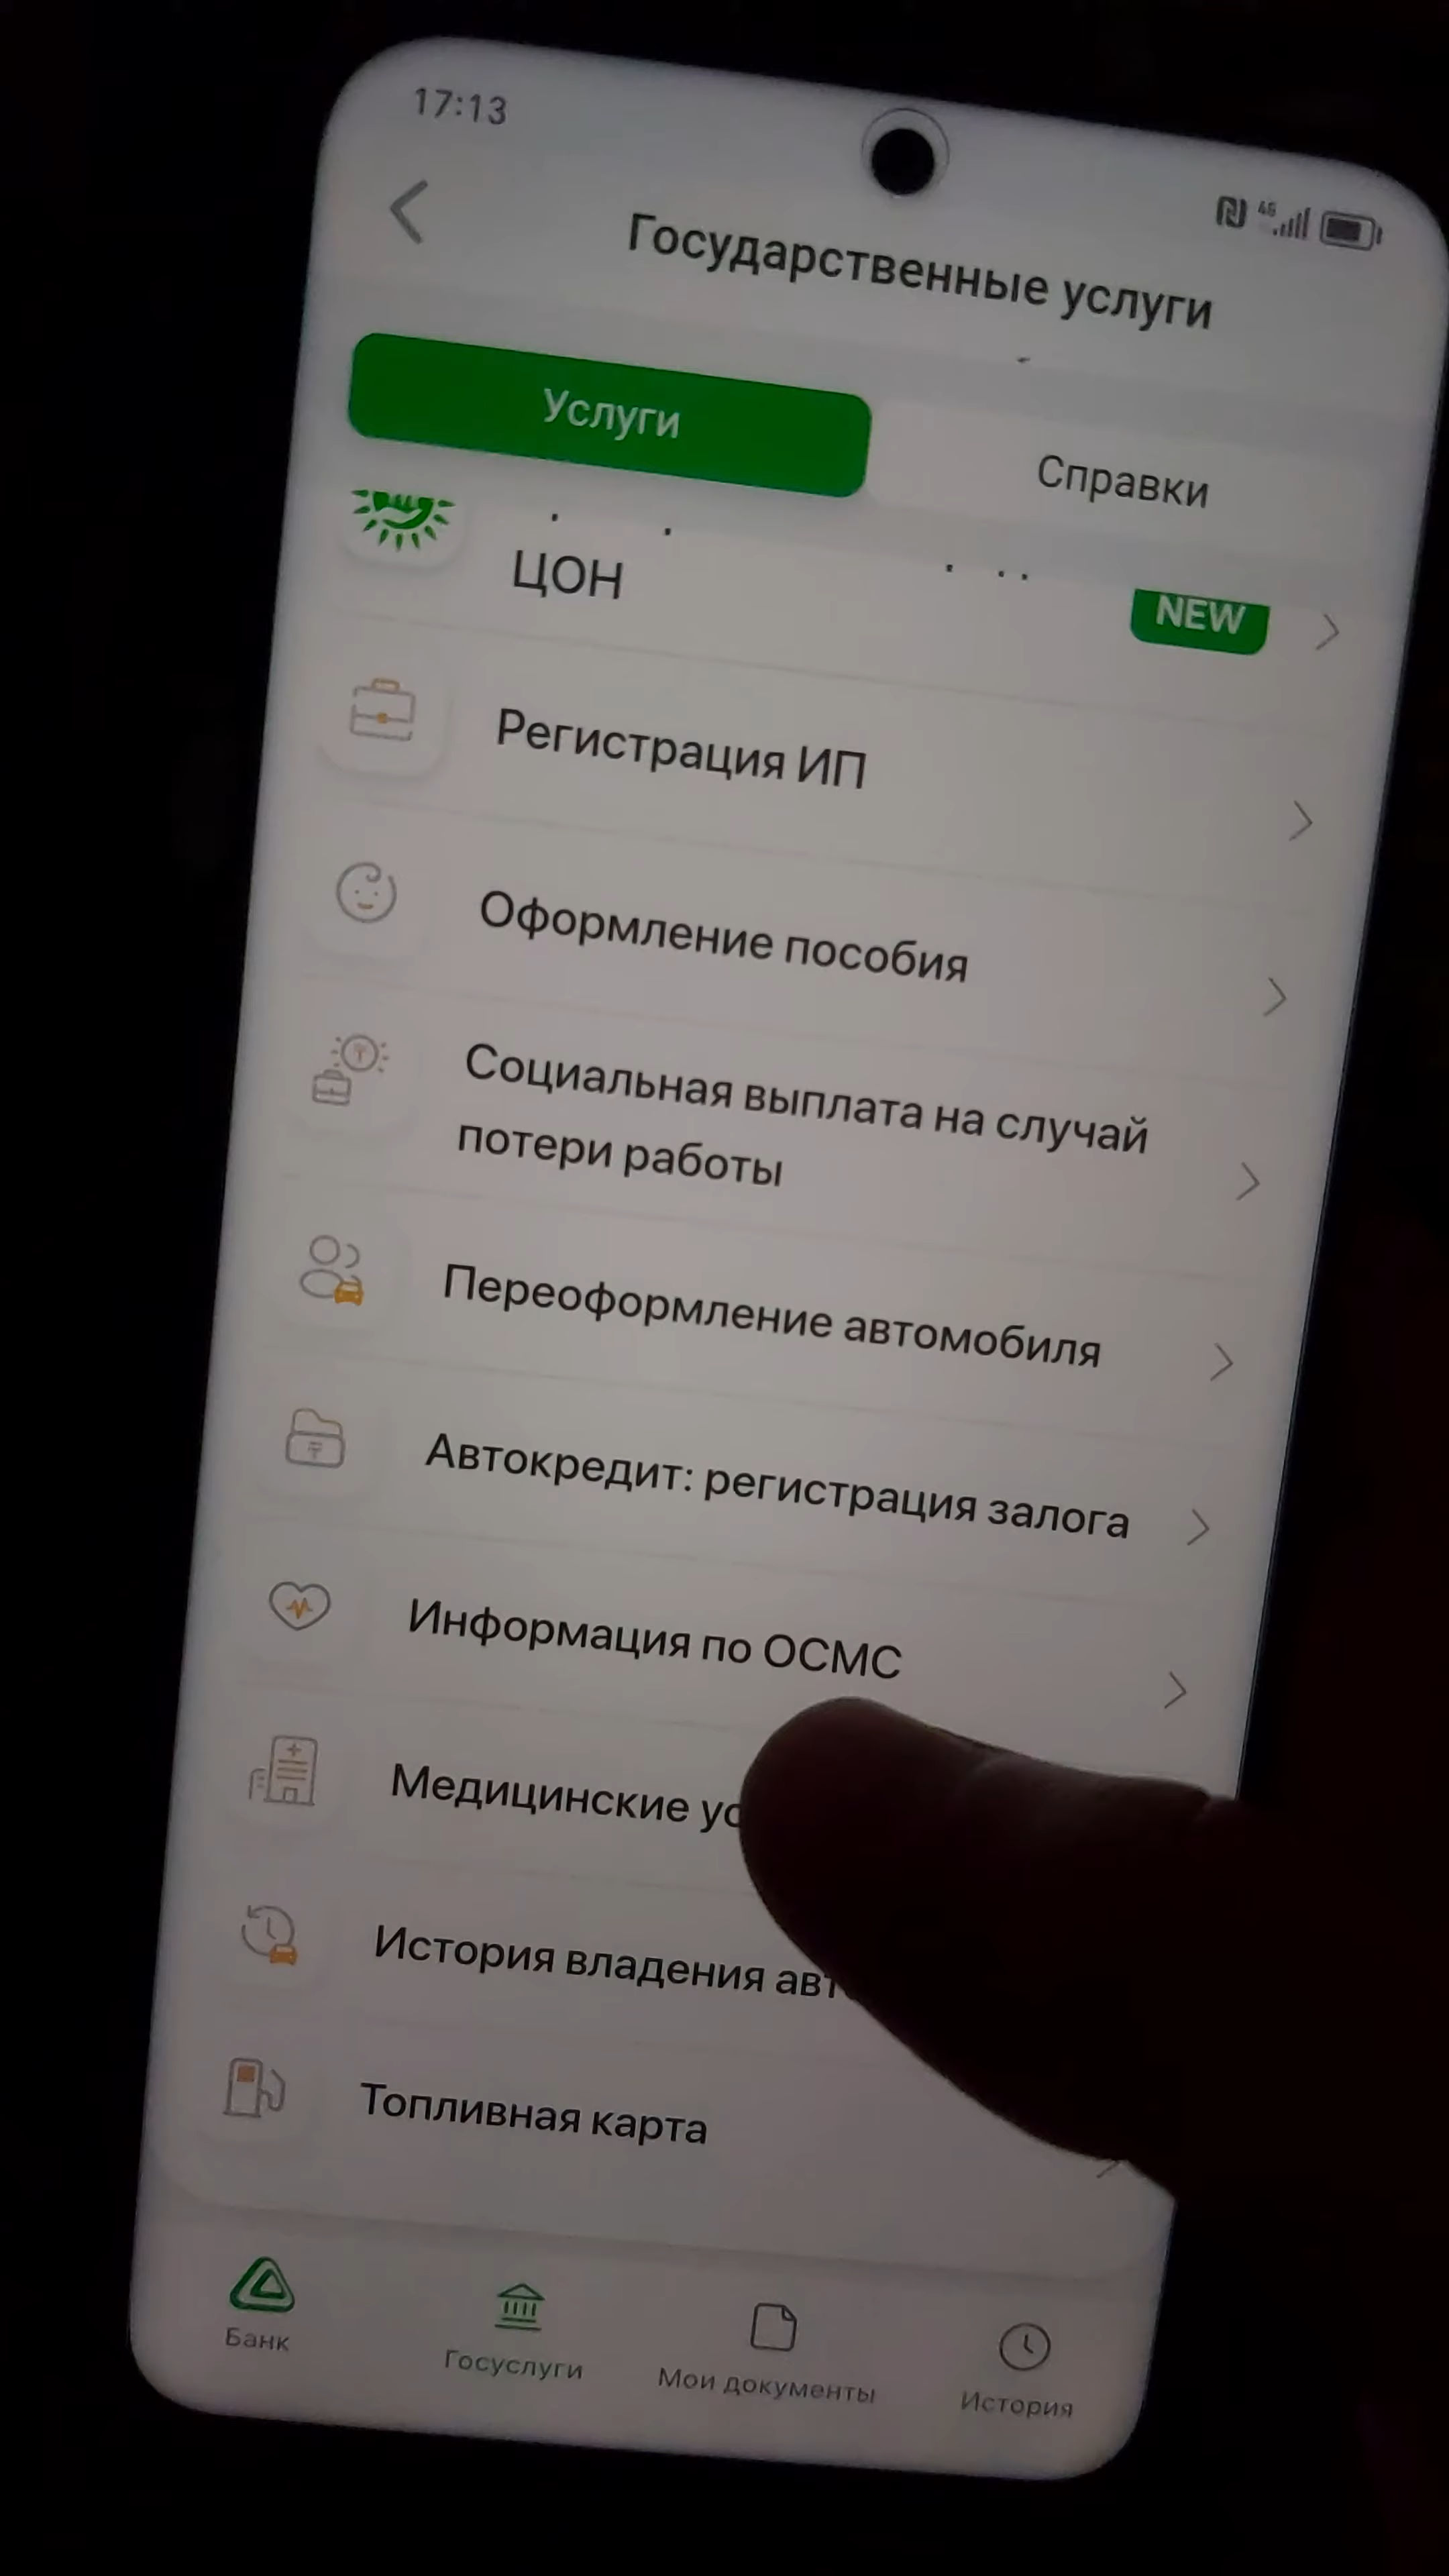 17:13
4G
Государственные услуги
Услуги
Справки
ЦОН
NEW
Регистрация ИП
Оформление пособия
Социальная выплата на случай
потери работы
Переоформление автомобиля
Автокредит: регистрация залога
Информация по ОСМС
Медицинские
История владения
Топливная карта
Банк
Госуслуги
Мои документы
История